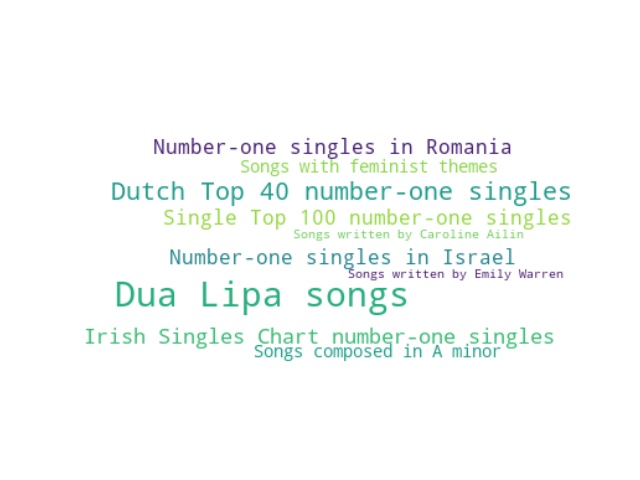 Number-one singles in Romania
Songs with feminist themes
Dutch Top 40 number-one singles
Single Top 100 number-one singles
Songs written by Caroline Ailin
Number-one singles in Israel
Songs written by Emily Warren
Dua Lipa songs
Irish Singles Chart number-one singles
Songs composed in A minor